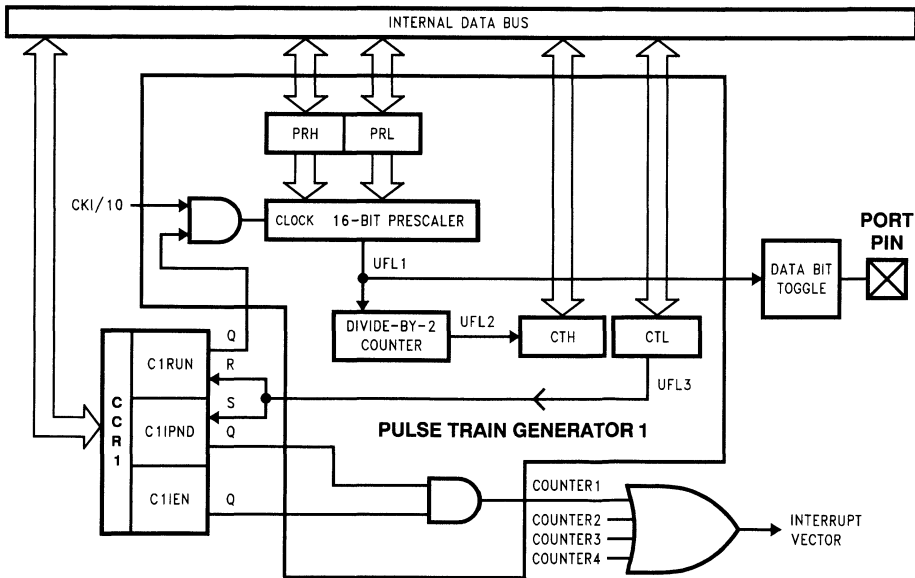 INTERNAL DATA BUS
PRH PRL
CKI/10
CLOCK 16-BIT PRESCALER
PORT
PIN
UFL1
DATA BIT
TOGGLE
DIVIDE-BY-2
COUNTER
UFL2
CTH
CTL
UFL3
CCR1
C1RUN
Q
R
S
C1IPND
Q
C1IEN
Q
PULSE TRAIN GENERATOR 1
COUNTER1
COUNTER2
COUNTER3
COUNTER4
INTERRUPT
VECTOR